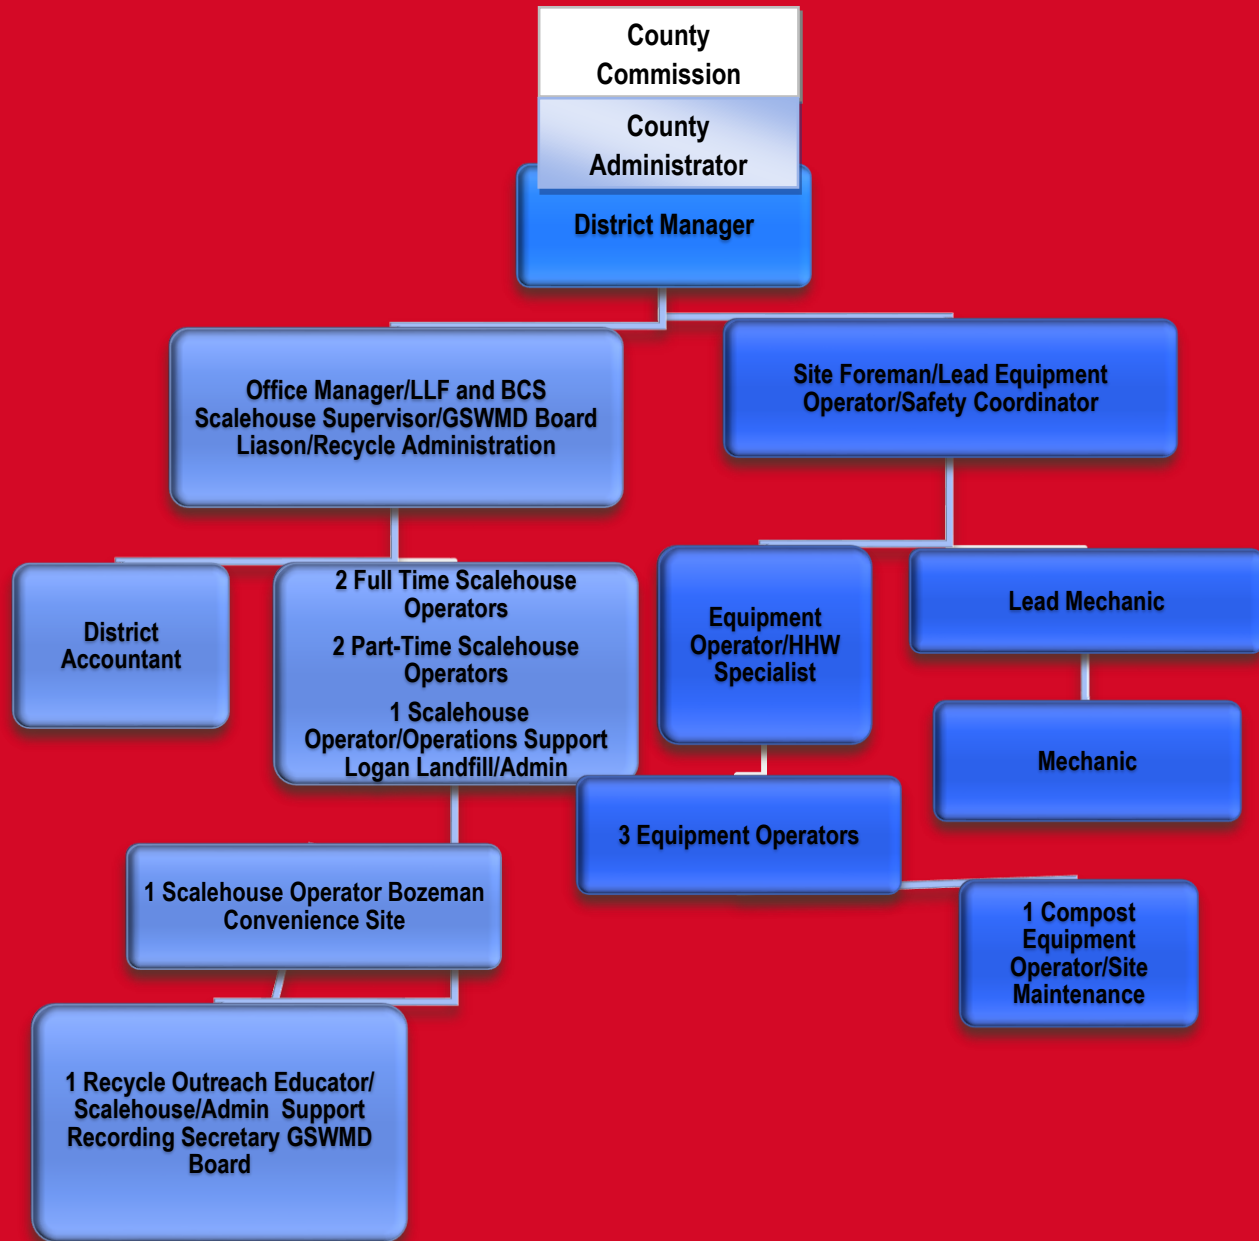 County
Commission
County
Administrator
District Manager
Office Manager/LLF and BCS
Scalehouse Supervisor/GSWMD Board
Liason/Recycle Administration
Site Foreman/Lead Equipment
Operator/Safety Coordinator
District
Accountant
2 Full Time Scalehouse
Operators
2 Part-Time Scalehouse
Operators
1 Scalehouse
Operator/Operations Support
Logan Landfill/Admin
Equipment
Operator/HHW
Specialist
Lead Mechanic
Mechanic
3 Equipment Operators
1 Scalehouse Operator Bozeman
Convenience Site
1 Compost
Equipment
Operator/Site
Maintenance
1 Recycle Outreach Educator/
Scalehouse/Admin  Support
Recording Secretary GSWMD
Board